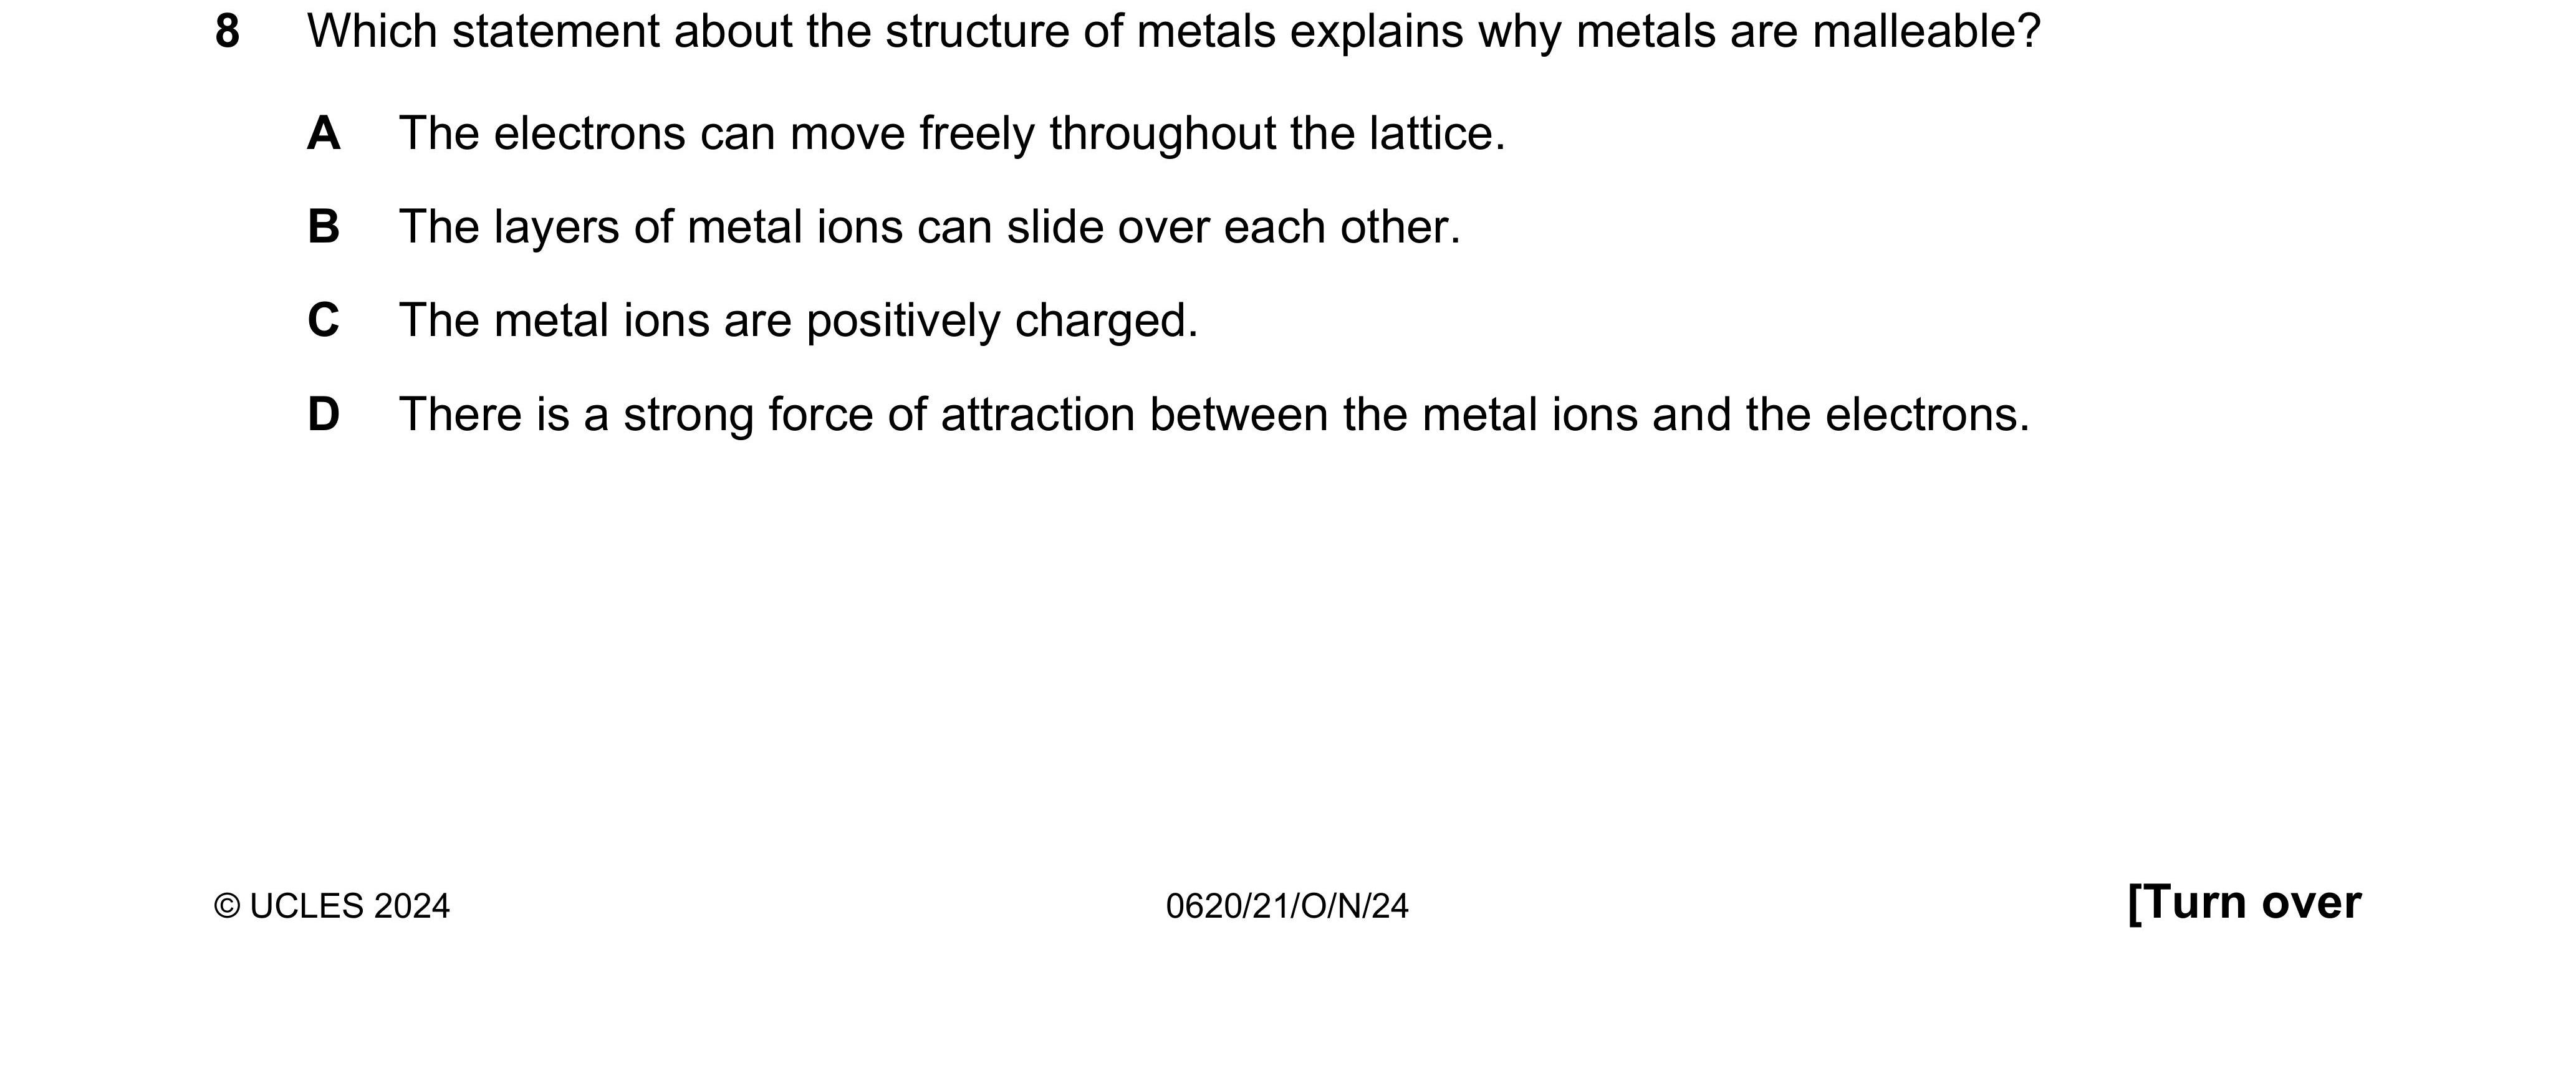 8 Which statement about the structure of metals explains why metals are malleable?
A The electrons can move freely throughout the lattice.
B The layers of metal ions can slide over each other.
C The metal ions are positively charged.
D There is a strong force of attraction between the metal ions and the electrons.
© UCLES 2024 0620/21/O/N/24 [Turn over